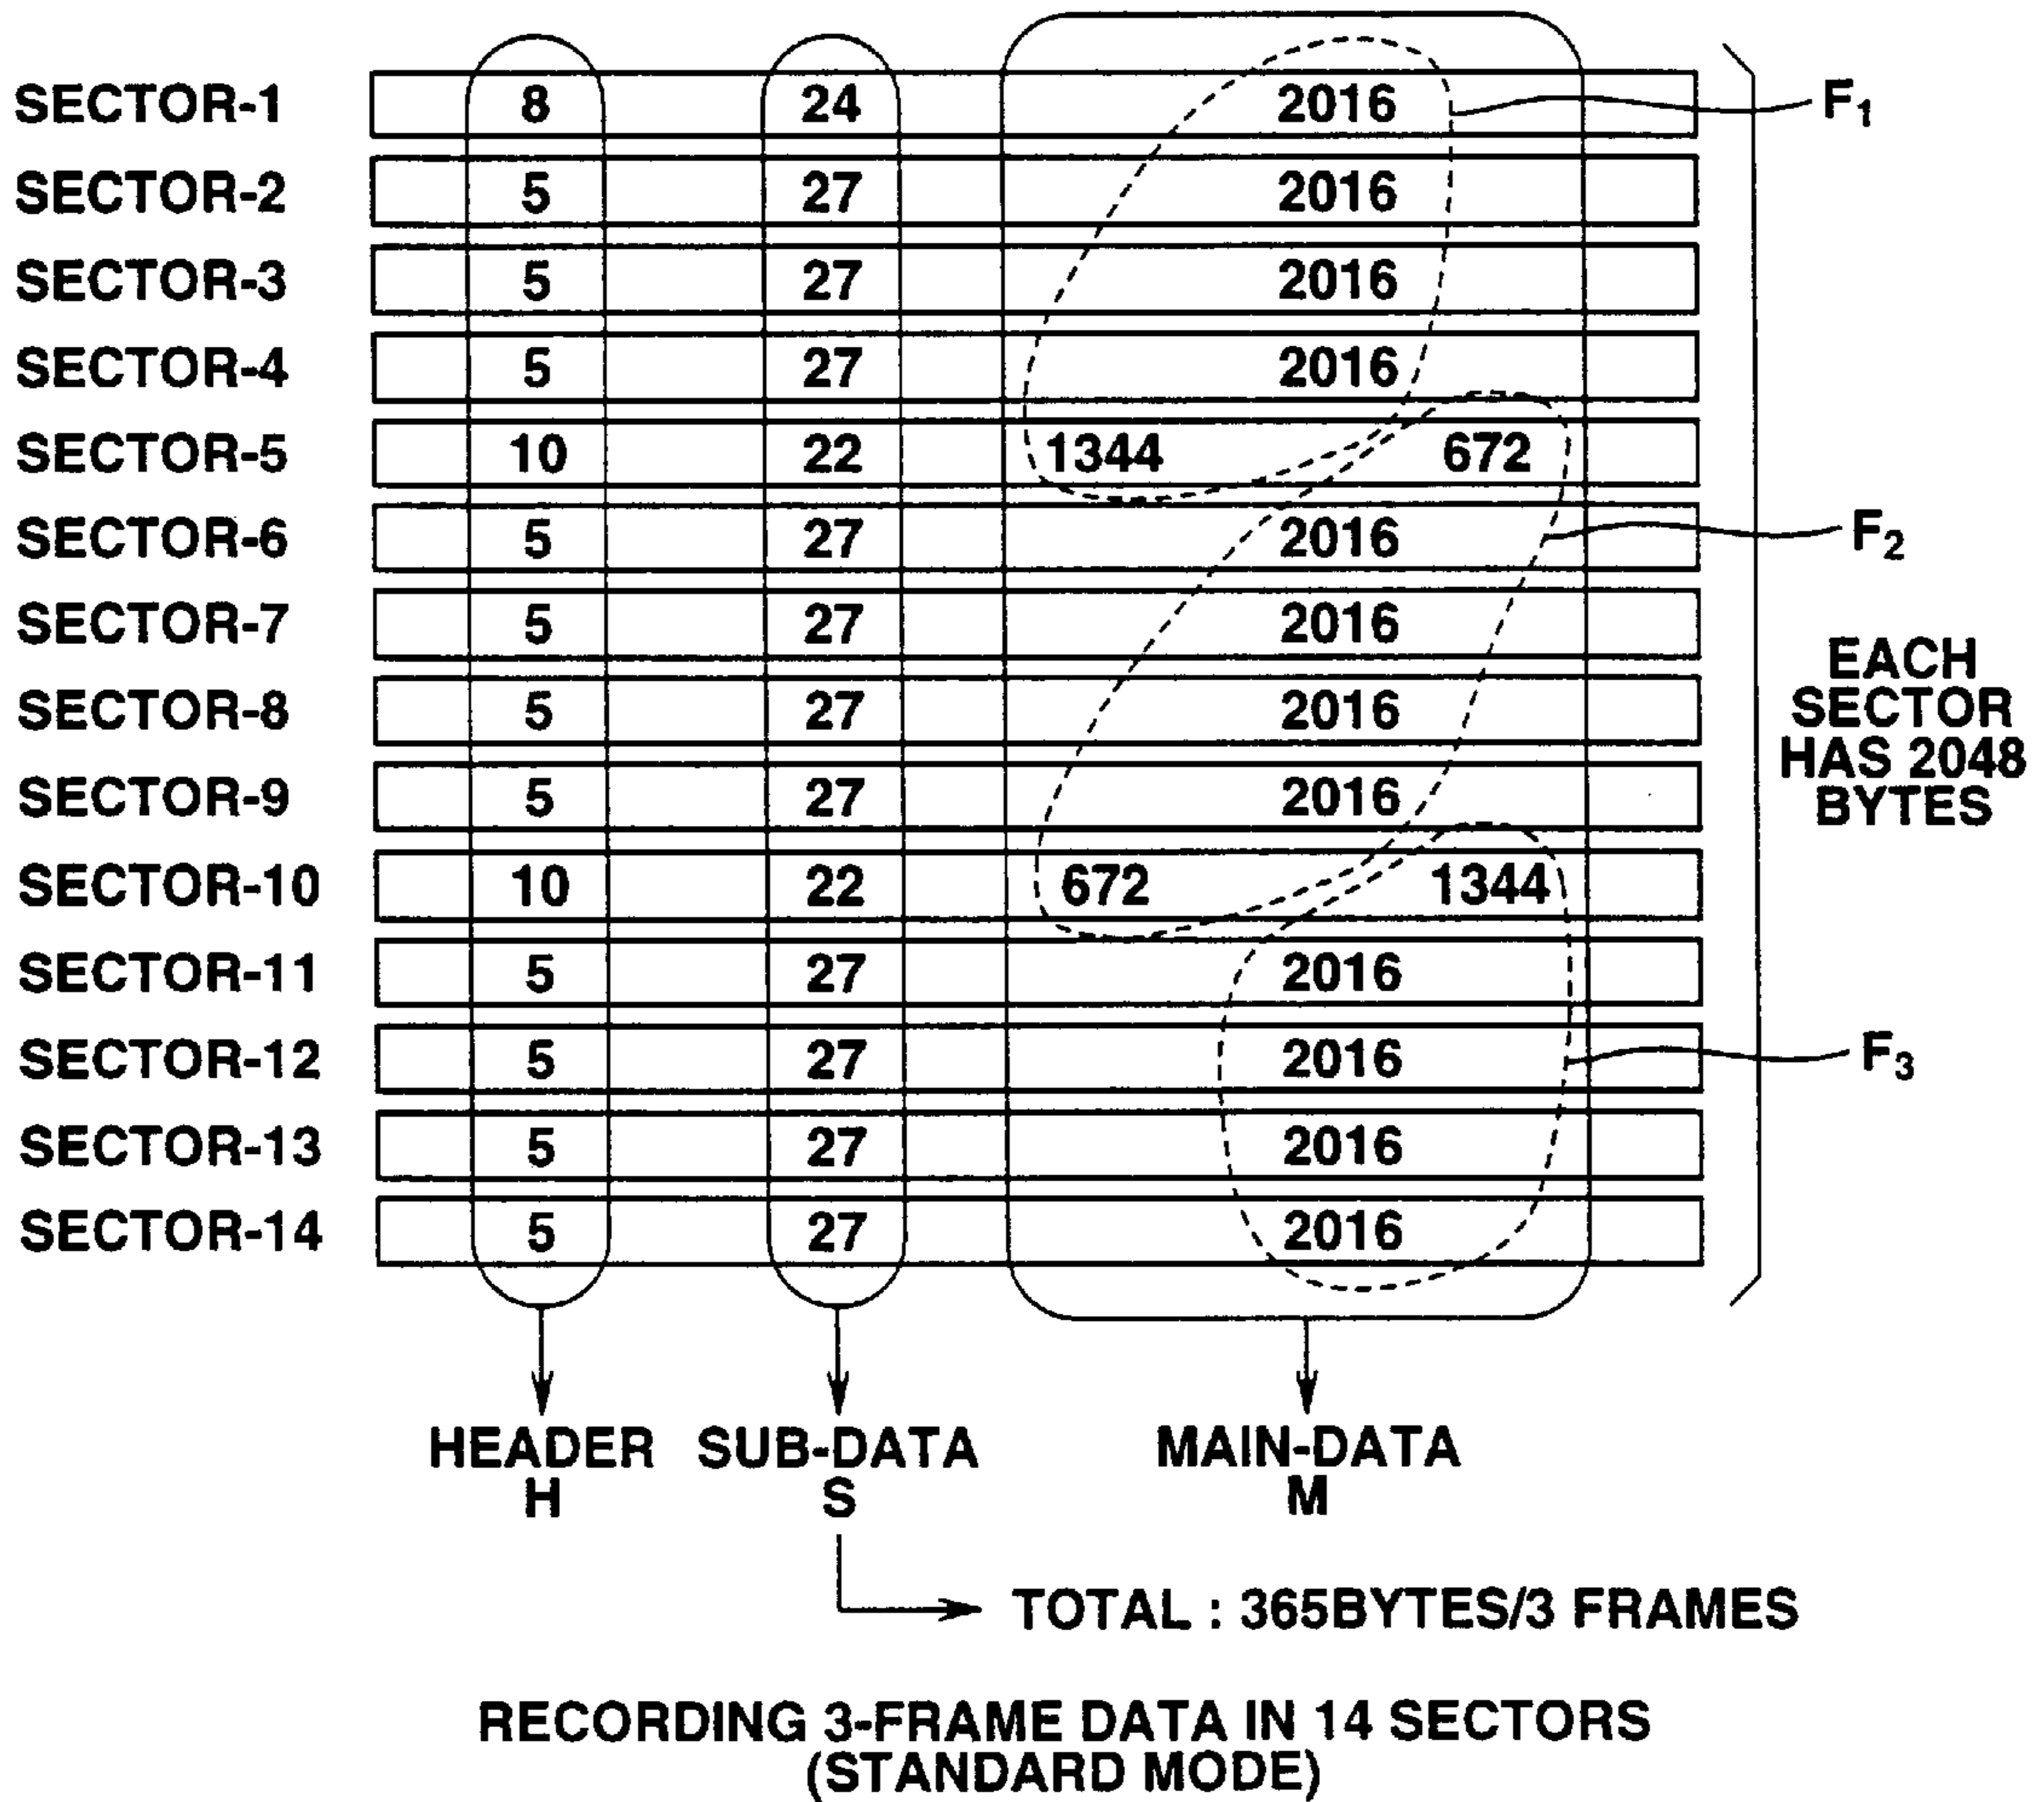 SECTOR-1 8 24 2016 F1
SECTOR-2 5 27 2016
SECTOR-3 5 27 2016
SECTOR-4 5 27 2016
SECTOR-5 10 22 1344 672
SECTOR-6 5 27 2016 F2
SECTOR-7 5 27 2016
SECTOR-8 5 27 2016
SECTOR-9 5 27 2016
SECTOR-10 10 22 672 1344
SECTOR-11 5 27 2016
SECTOR-12 5 27 2016 F3
SECTOR-13 5 27 2016
SECTOR-14 5 27 2016
EACH
SECTOR
HAS 2048
BYTES
HEADER
H
SUB-DATA
S
MAIN-DATA
M
TOTAL : 365BYTES/3 FRAMES
RECORDING 3-FRAME DATA IN 14 SECTORS
(STANDARD MODE)